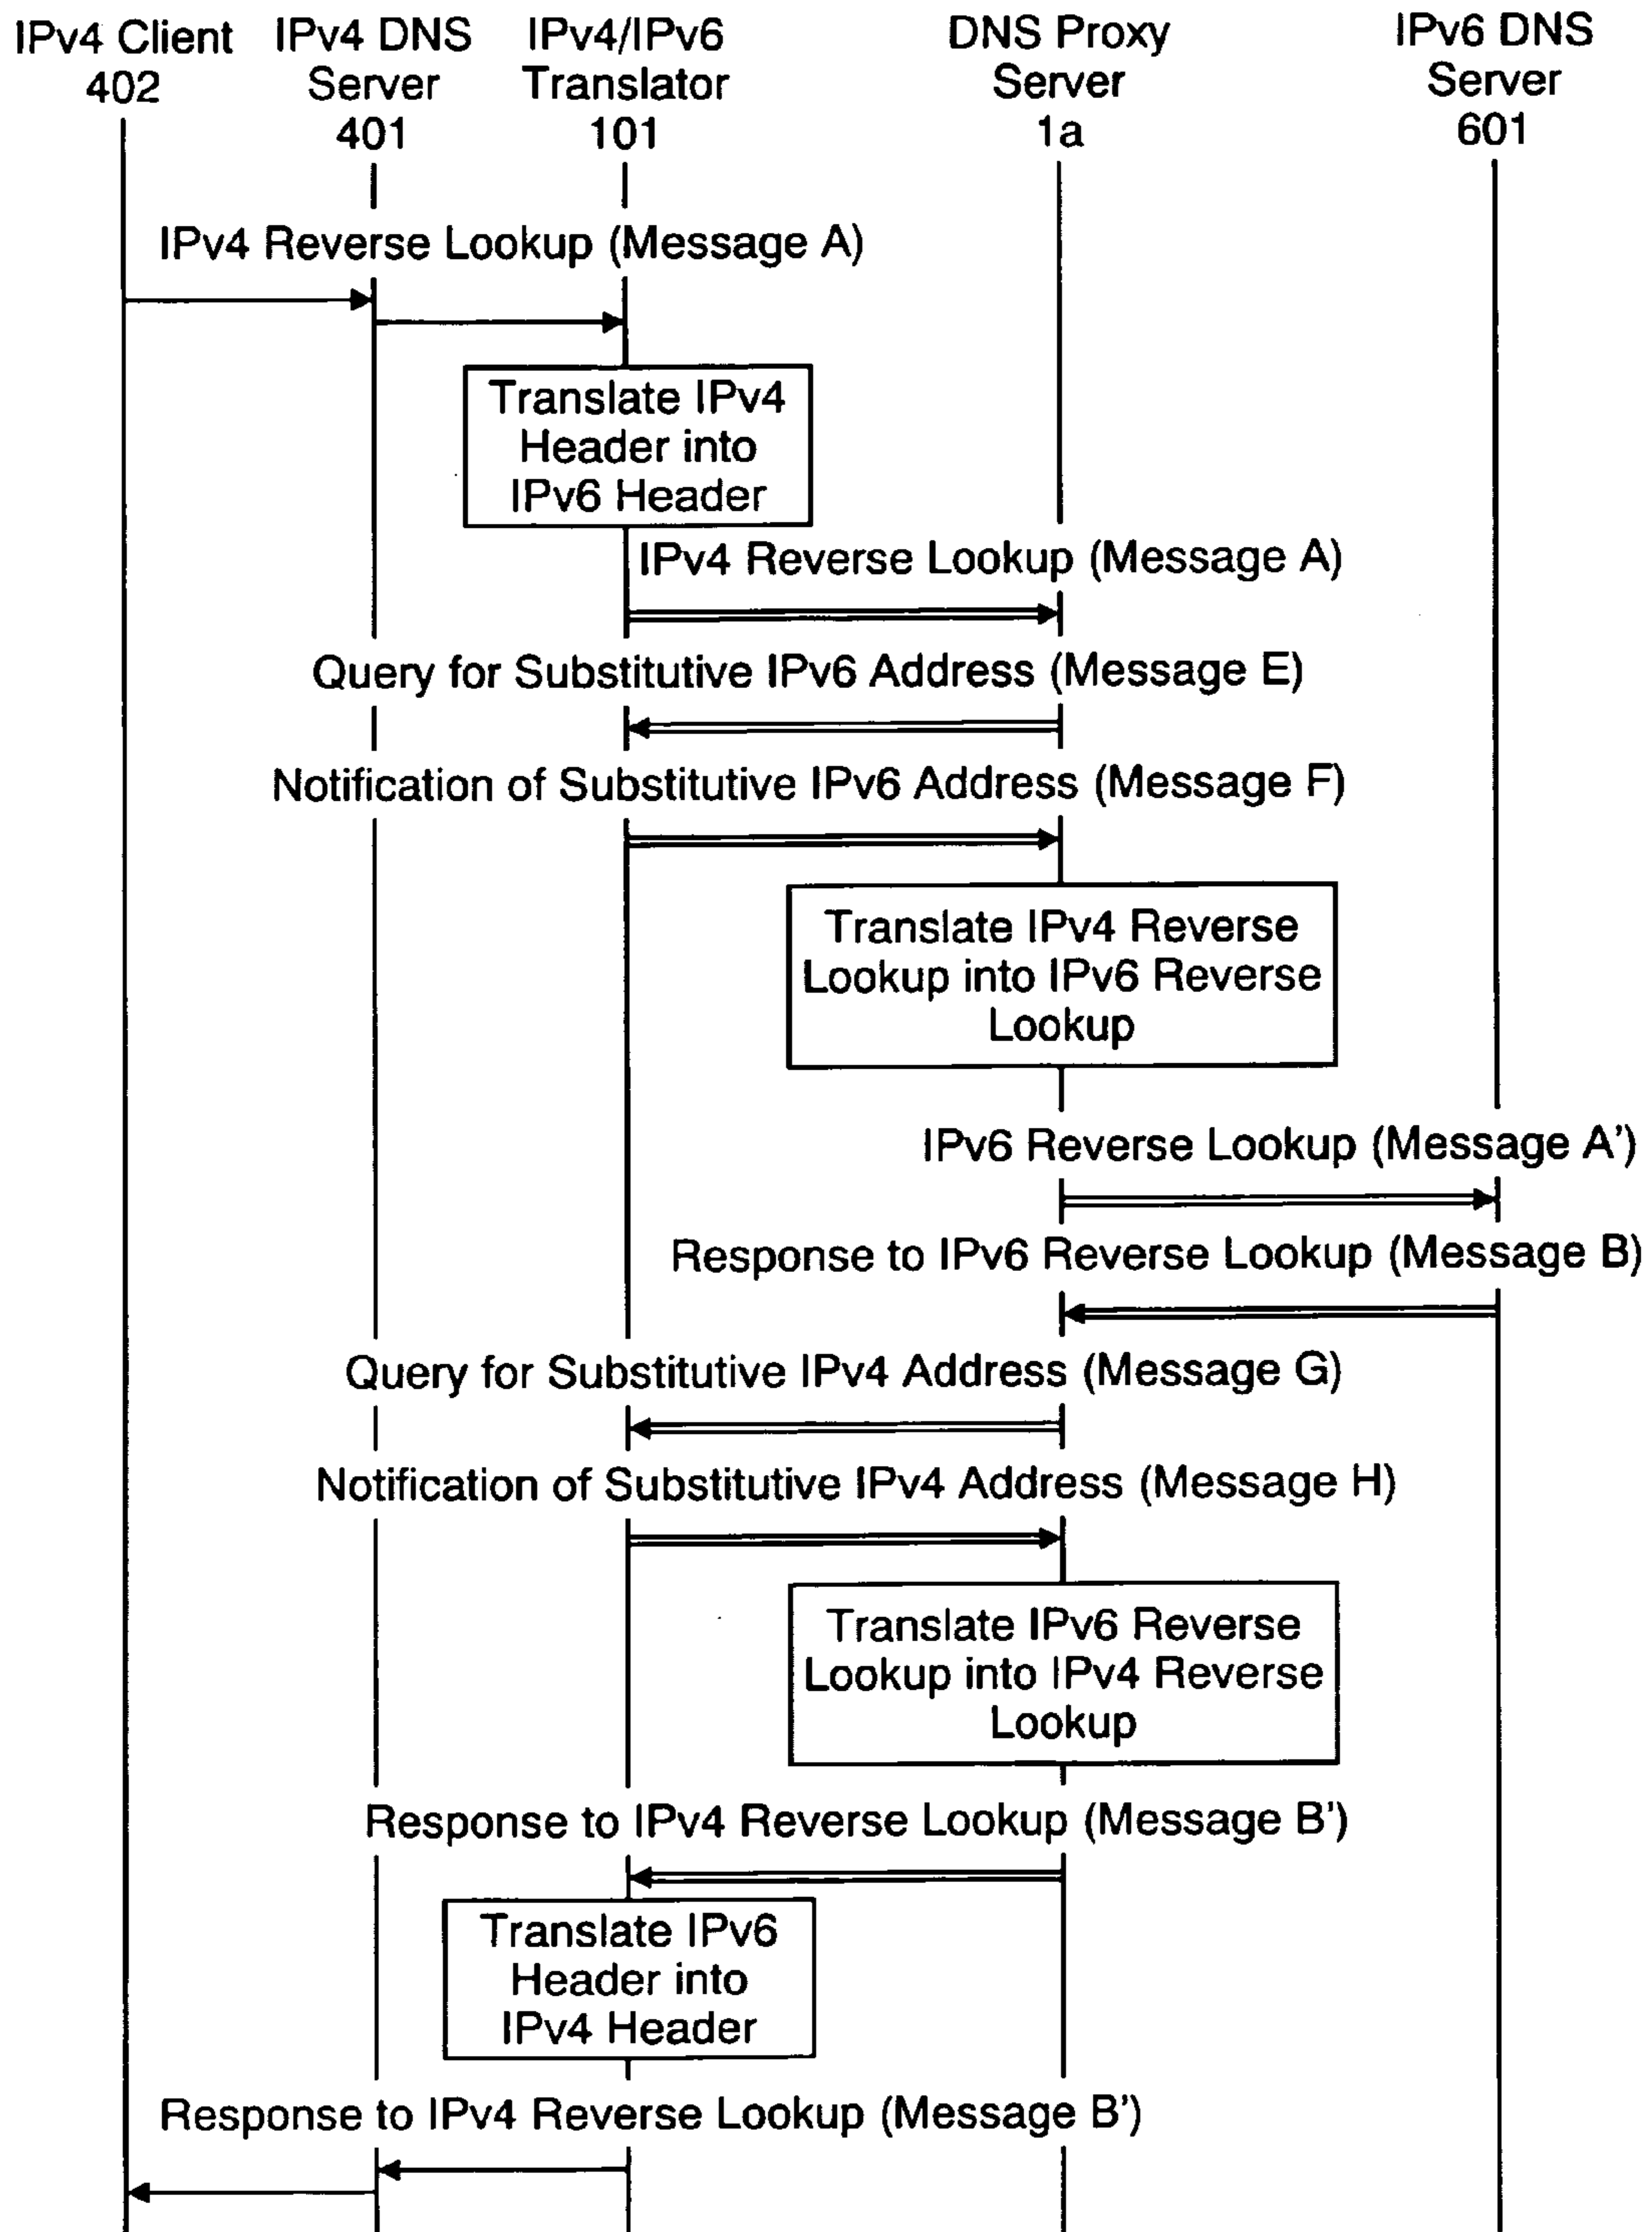 IPv4 Client
402
IPv4 DNS
Server
401
IPv4/IPv6
Translator
101
DNS Proxy
Server
1a
IPv6 DNS
Server
601
IPv4 Reverse Lookup (Message A)
Translate IPv4
Header into
IPv6 Header
IPv4 Reverse Lookup (Message A)
Query for Substitutive IPv6 Address (Message E)
Notification of Substitutive IPv6 Address (Message F)
Translate IPv4 Reverse
Lookup into IPv6 Reverse
Lookup
IPv6 Reverse Lookup (Message A')
Response to IPv6 Reverse Lookup (Message B)
Query for Substitutive IPv4 Address (Message G)
Notification of Substitutive IPv4 Address (Message H)
Translate IPv6 Reverse
Lookup into IPv4 Reverse
Lookup
Response to IPv4 Reverse Lookup (Message B')
Translate IPv6
Header into
IPv4 Header
Response to IPv4 Reverse Lookup (Message B')